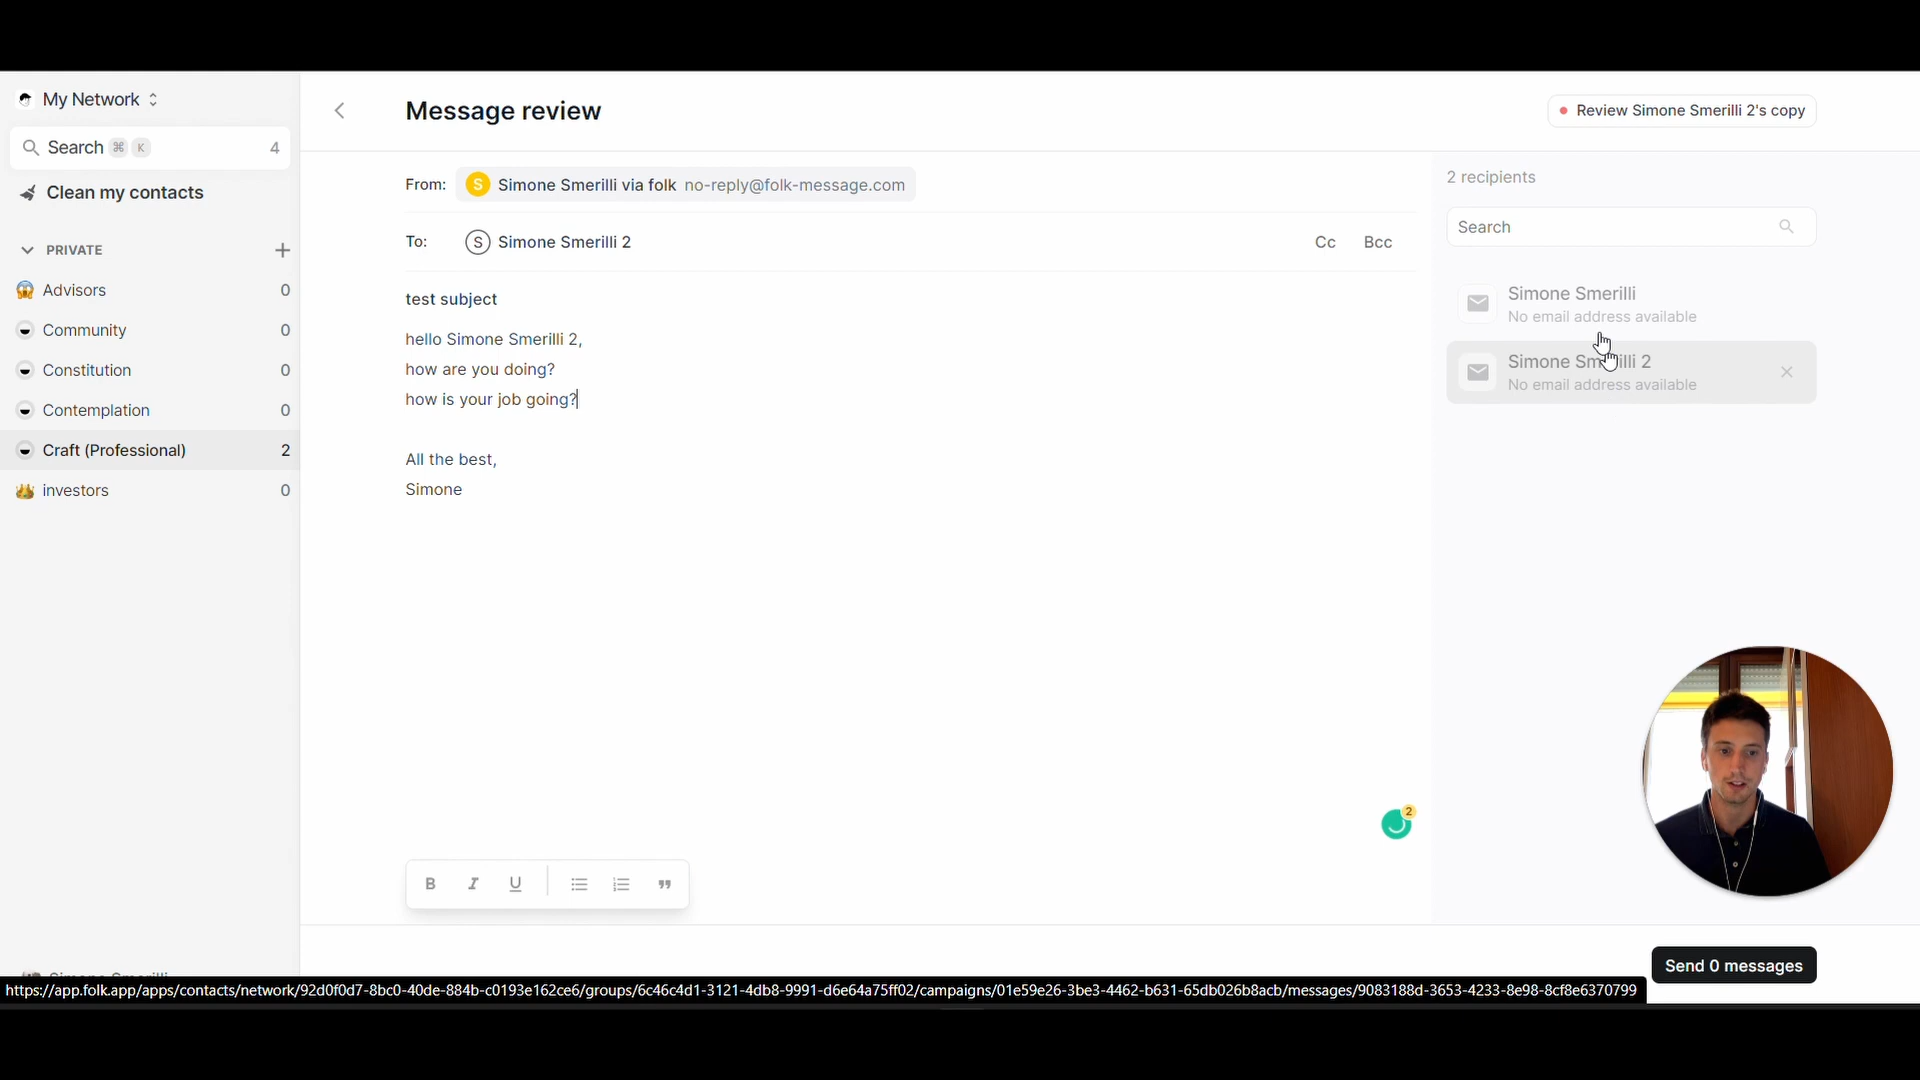 My Network
Search ⌘ K 4
Clean my contacts
PRIVATE
Advisors 0
Community 0
Constitution 0
Contemplation 0
Craft (Professional) 2
investors 0
Message review
Review Simone Smerilli 2's copy
From: S Simone Smerilli via folk no-reply@folk-message.com
To: S Simone Smerilli 2 Cc Bcc
test subject
hello Simone Smerilli 2,
how are you doing?
how is your job going?
All the best,
Simone
2 recipients
Search
Simone Smerilli
No email address available
Simone Smerilli 2
No email address available
2
B I U
Send 0 messages
Simone Smerilli
https://app.folk.app/apps/contacts/network/92d0f0d7-8bc0-40de-884b-c0193e162ce6/groups/6c46c4d1-3121-4db8-9991-d6e64a75ff02/campaigns/01e59e26-3be3-4462-b631-65db026b8acb/messages/9083188d-3653-4233-8e98-8cf8e6370799